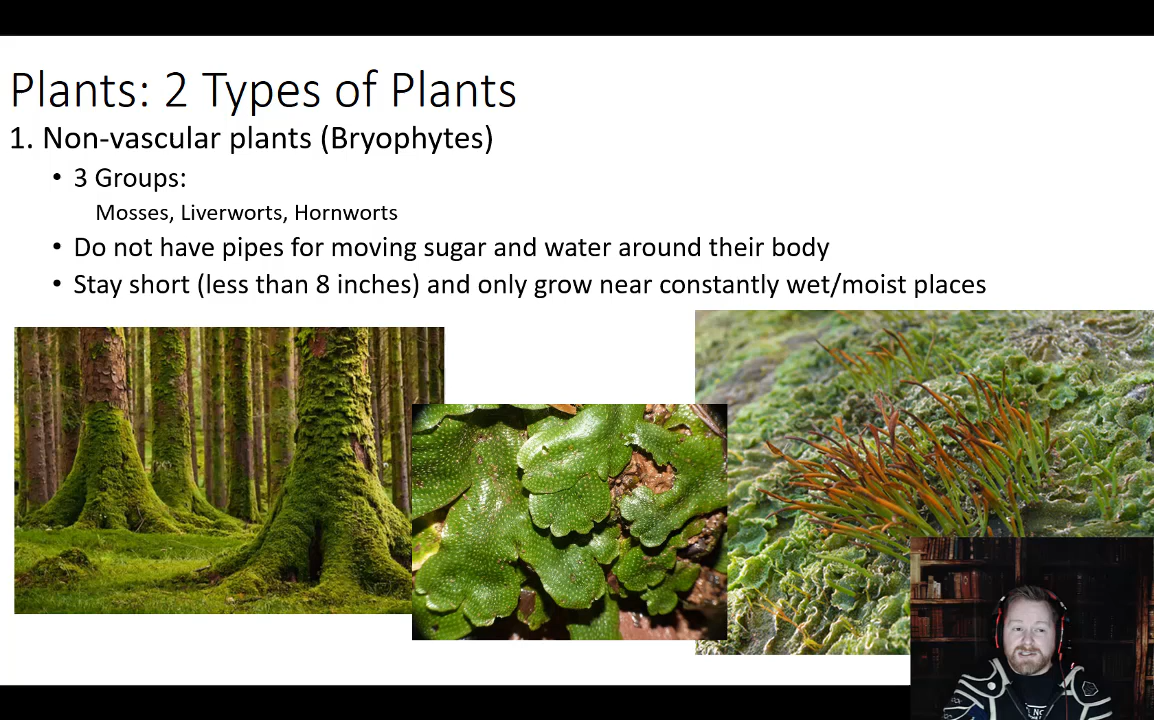 Plants: 2 Types of Plants
1. Non-vascular plants (Bryophytes)
• 3 Groups:
Mosses, Liverworts, Hornworts
• Do not have pipes for moving sugar and water around their body
• Stay short (less than 8 inches) and only grow near constantly wet/moist places